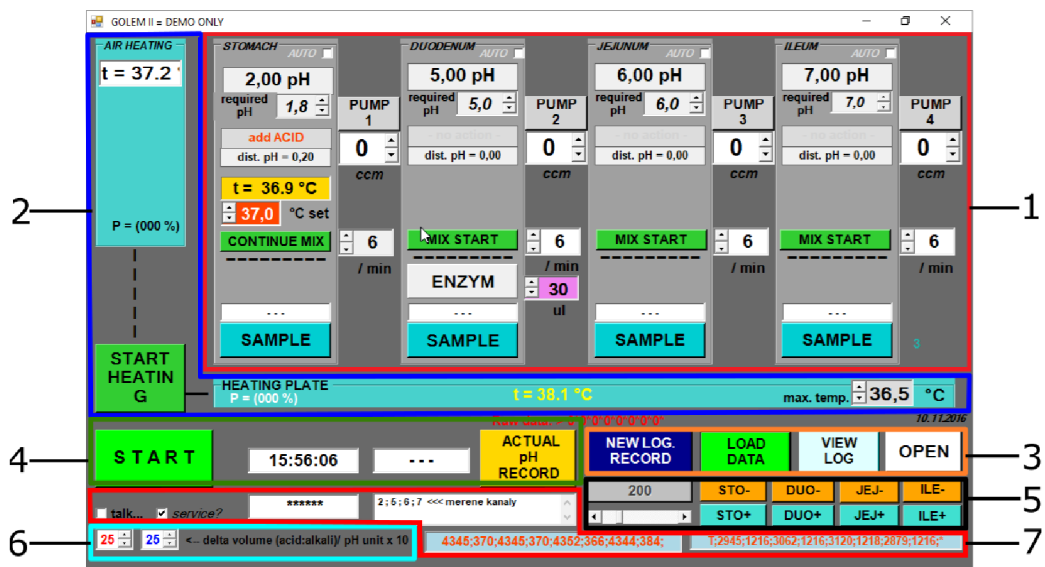 GOLEM II = DEMO ONLY
AIR HEATING
t = 37.2 °
P = (000 %)
START
HEATIN
G
STOMACH
AUTO
2,00 pH
required
pH
1,8
add ACID
dist. pH = 0,20
t = 36.9 °C
37,0
°C set
CONTINUE MIX
- - -
SAMPLE
PUMP
1
0
ccm
6
/ min
DUODENUM
AUTO
5,00 pH
required
pH
5,0
- no action -
dist. pH = 0,00
MIX START
ENZYM
- - -
SAMPLE
PUMP
2
0
ccm
6
/ min
30
ul
JEJUNUM
AUTO
6,00 pH
required
pH
6,0
- no action -
dist. pH = 0,00
MIX START
- - -
SAMPLE
PUMP
3
0
ccm
6
/ min
ILEUM
AUTO
7,00 pH
required
pH
7,0
- no action -
dist. pH = 0,00
MIX START
- - -
SAMPLE
PUMP
4
0
ccm
6
/ min
3
HEATING PLATE
P = (000 %)
t = 38.1 °C
max. temp.
36,5
°C
10.11.2016
START
15:56:06
- - -
ACTUAL
pH
RECORD
NEW LOG.
RECORD
LOAD
DATA
VIEW
LOG
OPEN
200
STO-
DUO-
JEJ-
ILE-
STO+
DUO+
JEJ+
ILE+
talk...
service?
******
2;5;6;7 <<< merene kanaly
25
25
<-- delta volume (acid:alkali)/ pH unit x 10
4345;370;4345;370;4352;366;4344;384;
T;2945;1216;3062;1216;3120;1218;2879;1216;°
1
2
3
4
5
6
7